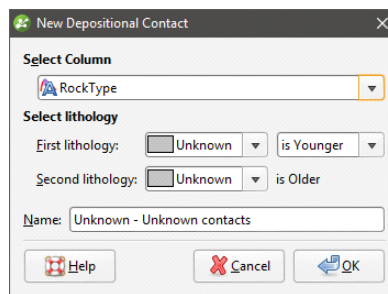 New Depositional Contact
Select Column
RockType
Select lithology
First lithology: Unknown is Younger
Second lithology: Unknown is Older
Name: Unknown - Unknown contacts
Help Cancel OK